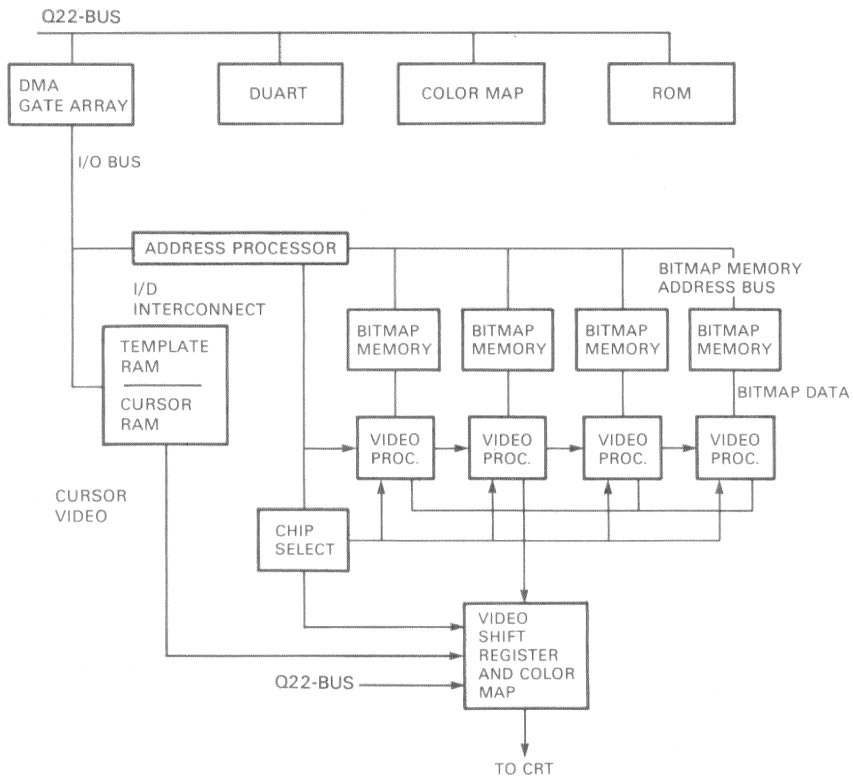 Q22-BUS
DMA
GATE ARRAY
DUART
COLOR MAP
ROM
I/O BUS
ADDRESS PROCESSOR
I/D
INTERCONNECT
BITMAP MEMORY
ADDRESS BUS
TEMPLATE
RAM
CURSOR
RAM
BITMAP
MEMORY
BITMAP
MEMORY
BITMAP
MEMORY
BITMAP
MEMORY
BITMAP DATA
VIDEO
PROC.
VIDEO
PROC.
VIDEO
PROC.
VIDEO
PROC.
CURSOR
VIDEO
CHIP
SELECT
VIDEO
SHIFT
REGISTER
AND COLOR
MAP
Q22-BUS
TO CRT